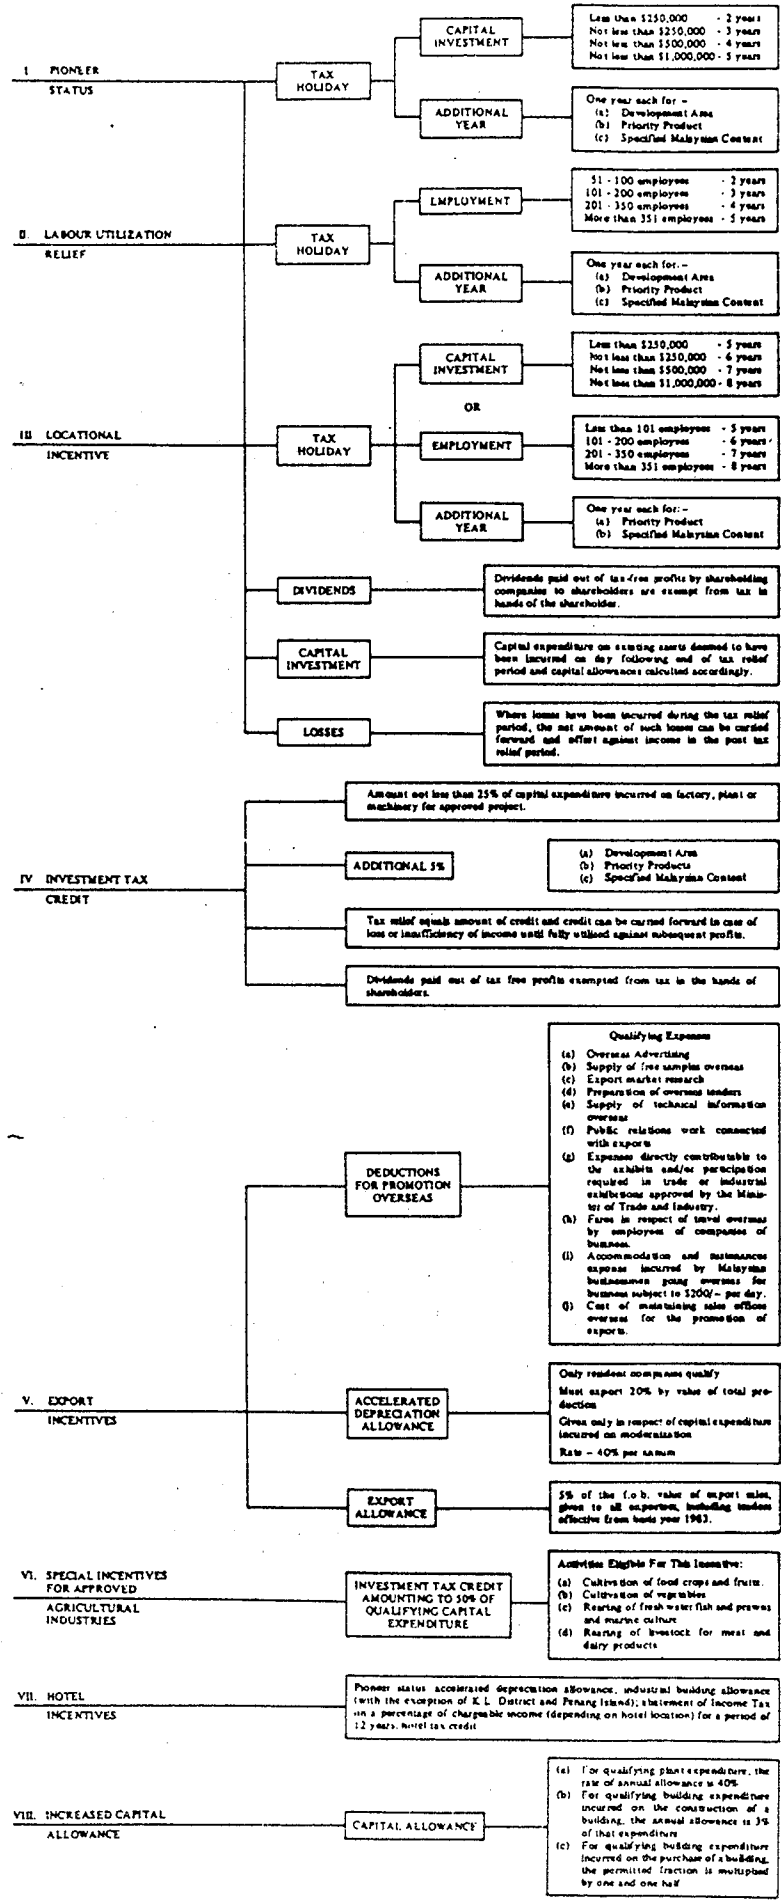 I. PIONEER
STATUS
TAX
HOLIDAY
CAPITAL
INVESTMENT
Less than $250,000 - 2 years
Not less than $250,000 - 3 years
Not less than $500,000 - 4 years
Not less than $1,000,000 - 5 years
ADDITIONAL
YEAR
One year each for –
(a) Development Area
(b) Priority Product
(c) Specified Malaysian Content
II. LABOUR UTILIZATION
RELIEF
TAX
HOLIDAY
EMPLOYMENT
51 - 100 employees - 2 years
101 - 200 employees - 3 years
201 - 350 employees - 4 years
More than 351 employees - 5 years
ADDITIONAL
YEAR
One year each for:–
(a) Development Area
(b) Priority Product
(c) Specified Malaysian Content
III. LOCATIONAL
INCENTIVE
TAX
HOLIDAY
CAPITAL
INVESTMENT
Less than $250,000 - 5 years
Not less than $250,000 - 6 years
Not less than $500,000 - 7 years
Not less than $1,000,000 - 8 years
OR
EMPLOYMENT
Less than 101 employees - 5 years
101 - 200 employees - 6 years
201 - 350 employees - 7 years
More than 351 employees - 8 years
ADDITIONAL
YEAR
One year each for:–
(a) Priority Product
(b) Specified Malaysian Content
DIVIDENDS
Dividends paid out of tax-free profits by shareholding
companies to shareholders are exempt from tax in
hands of the shareholder.
CAPITAL
INVESTMENT
Capital expenditure on existing assets deemed to have
been incurred on day following end of tax relief
period and capital allowances calculted accordingly.
LOSSES
Where losses have been incurred during the tax relief
period, the net amount of such losses can be carried
forward and offset against income in the post tax
relief period.
IV. INVESTMENT TAX
CREDIT
Amount not less than 25% of capital expenditure incurred on factory, plant or
machinery for approved project.
ADDITIONAL 5%
(a) Development Area
(b) Priority Products
(c) Specified Malaysian Content
Tax relief equals amount of credit and credit can be carried forward in case of
loss or insufficiency of income until fully utilised against subsequent profits.
Dividends paid out of tax free profits exempted from tax in the hands of
shareholders.
V. EXPORT
INCENTIVES
DEDUCTIONS
FOR PROMOTION
OVERSEAS
Qualifying Expenses
(a) Overseas Advertising
(b) Supply of free samples overseas
(c) Export market research
(d) Preparation of overseas tenders
(e) Supply of technical information
overseas
(f) Public relations work connected
with exports
(g) Expenses directly contributable to
the exhibits and/or participation
required in trade or industrial
exhibitions approved by the Minis-
ter of Trade and Industry.
(h) Fares in respect of travel overseas
by employees of companies of
business.
(i) Accommodation and sustenances
expense incurred by Malaysian
businessmen going overseas for
business subject to $200/– per day.
(j) Cost of maintaining sales offices
overseas for the promotion of
exports.
ACCELERATED
DEPRECIATION
ALLOWANCE
Only resident companies qualify
Must export 20% by value of total pro-
duction
Given only in respect of capital expenditure
incurred on modernization
Rate – 40% per annum
EXPORT
ALLOWANCE
5% of the f.o.b. value of export sales,
given to all exporters, including traders
effective from basis year 1983.
VI. SPECIAL INCENTIVES
FOR APPROVED
AGRICULTURAL
INDUSTRIES
INVESTMENT TAX CREDIT
AMOUNTING TO 50% OF
QUALIFYING CAPITAL
EXPENDITURE
Activities Eligible For This Incentive:
(a) Cultivation of food crops and fruits.
(b) Cultivation of vegetables
(c) Rearing of fresh water fish and prawns
and marine culture
(d) Rearing of livestock for meat and
dairy products
VII. HOTEL
INCENTIVES
Pioneer status accelerated depreciation allowance, industrial building allowance
(with the exception of K.L. District and Penang Island); abatement of Income Tax
on a percentage of chargeable income (depending on hotel location) for a period of
12 years, hotel tax credit
VIII. INCREASED CAPITAL
ALLOWANCE
CAPITAL ALLOWANCE
(a) For qualifying plant expenditure, the
rate of annual allowance is 40%
(b) For qualifying building expenditure
incurred on the construction of a
building, the annual allowance is 3%
of that expenditure
(c) For qualifying building expenditure
incurred on the purchase of a building,
the permitted fraction is multiplied
by one and one half